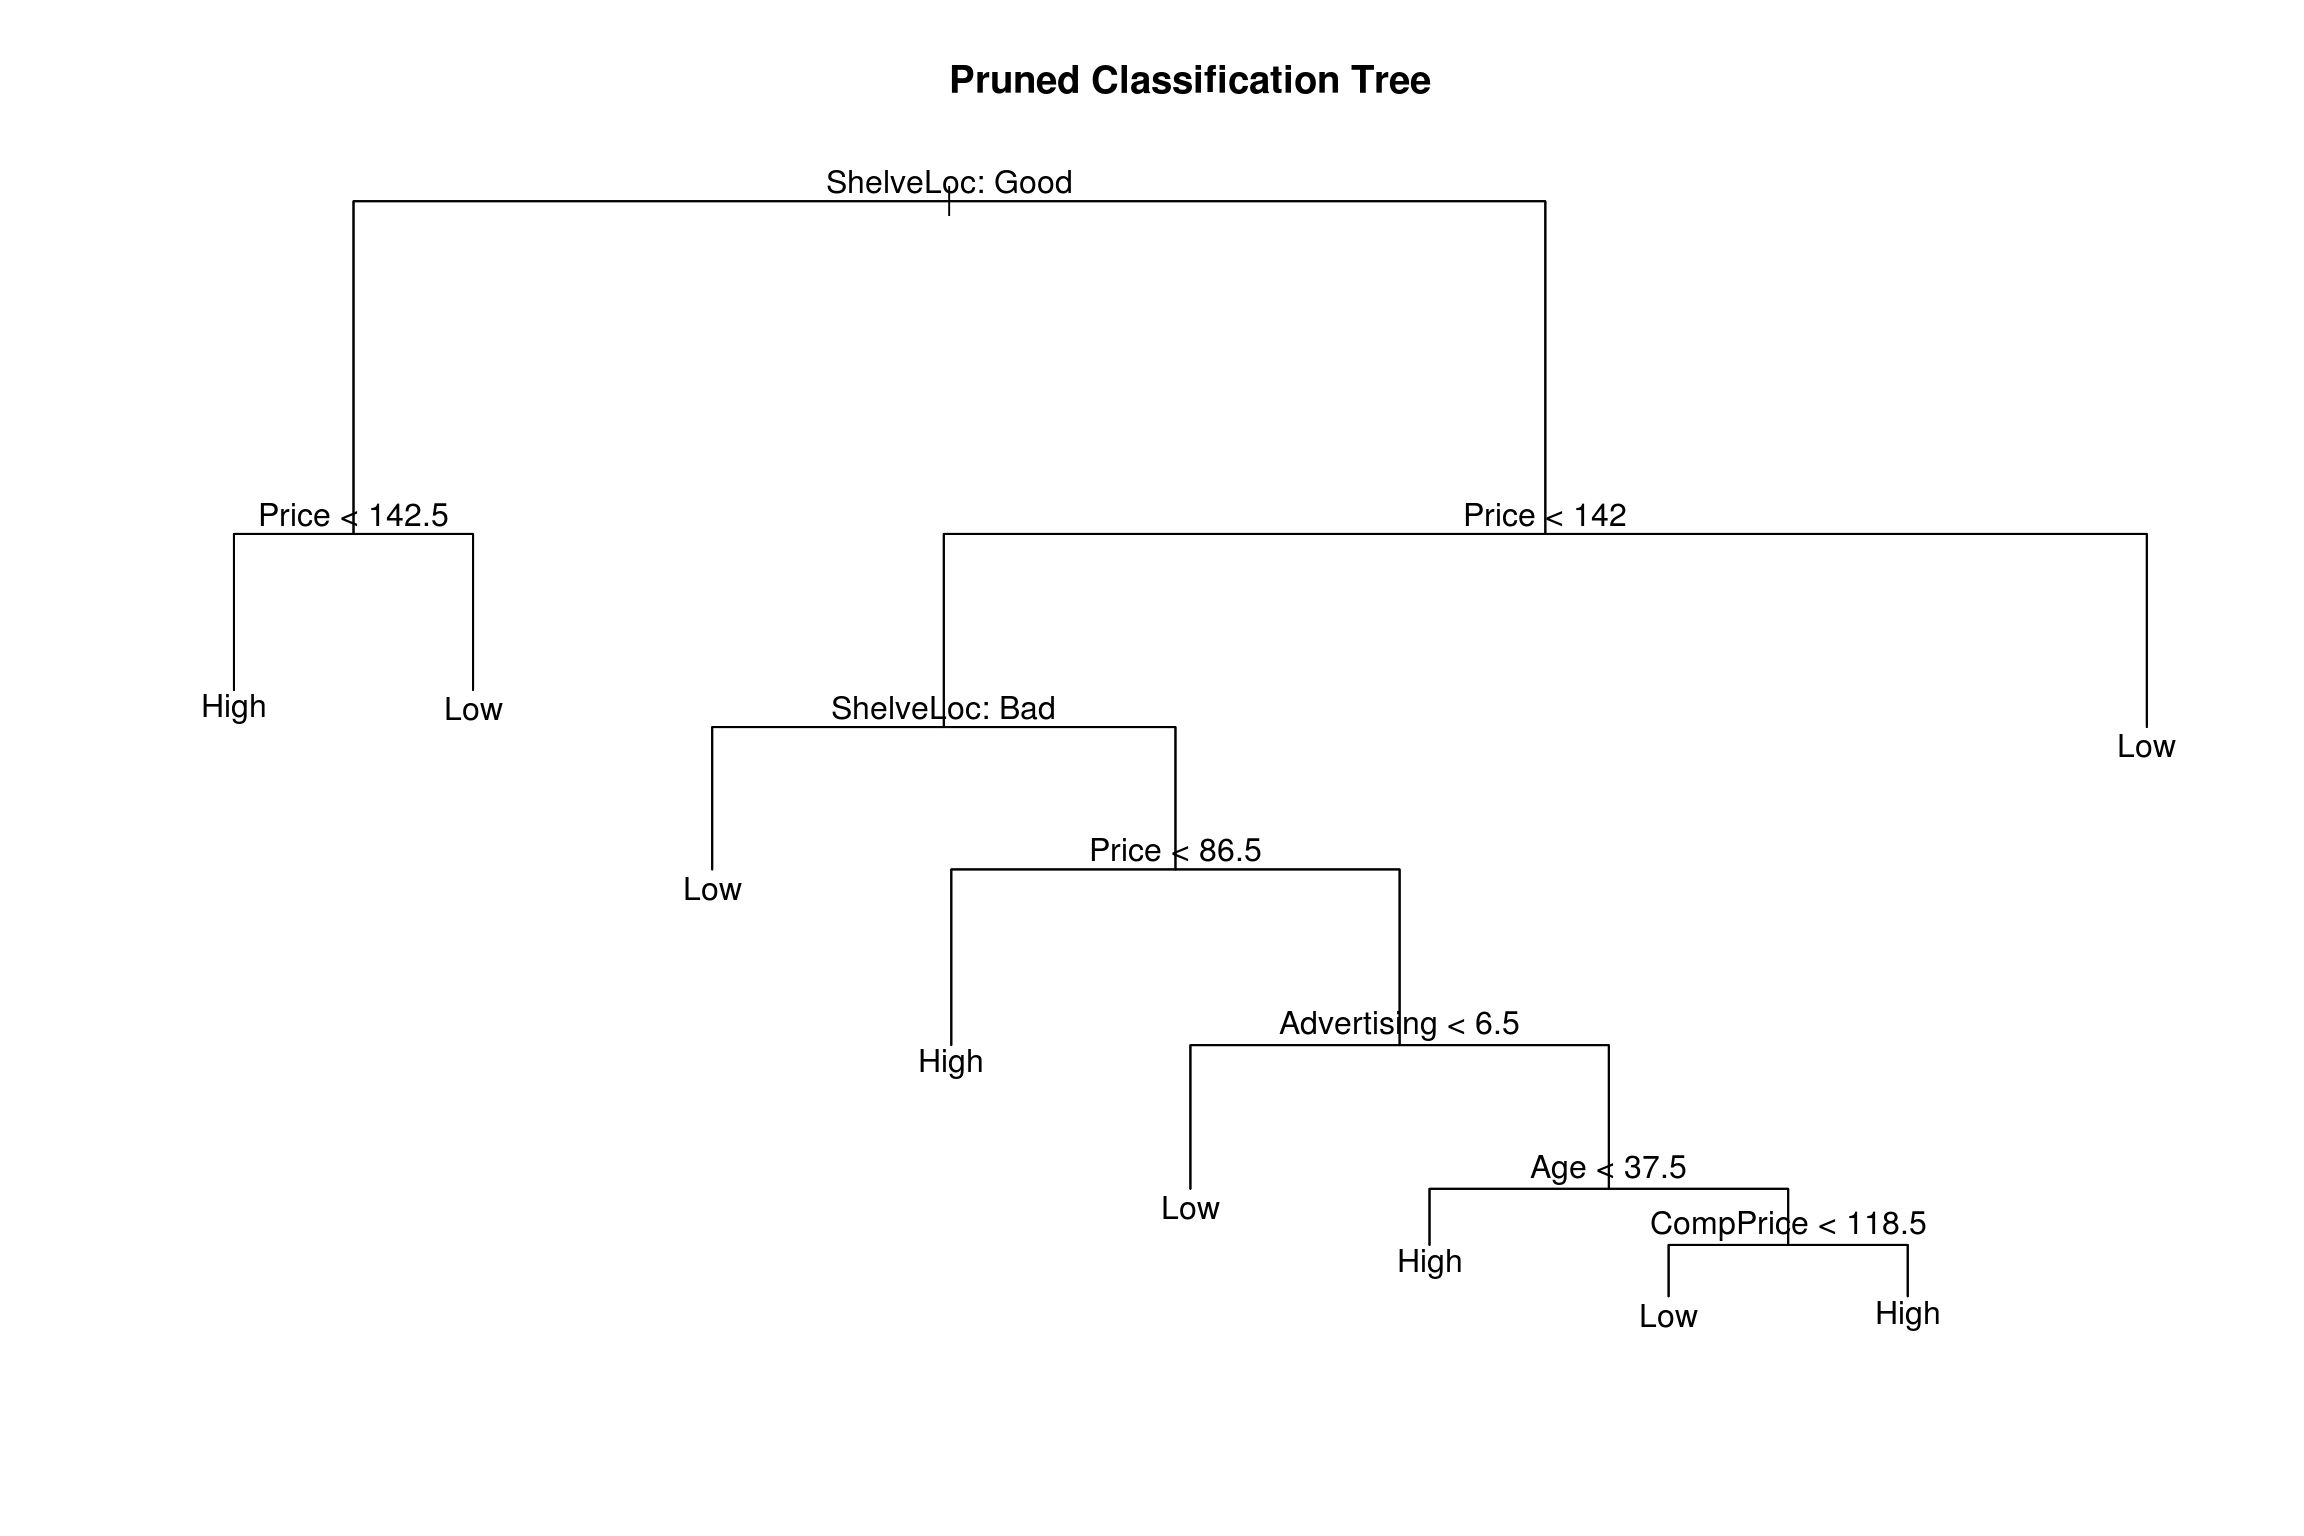 Pruned Classification Tree
ShelveLoc: Good
Price < 142.5
Price < 142
High
Low
ShelveLoc: Bad
Low
Low
Price < 86.5
High
Advertising < 6.5
Low
Age < 37.5
High
CompPrice < 118.5
Low
High